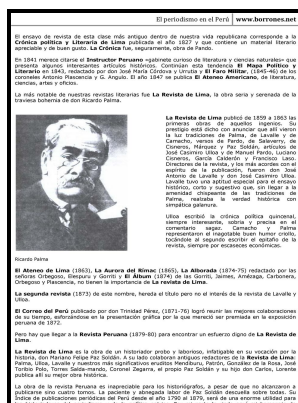 El periodismo en el Perú | www.borrones.net
El ensayo de revista de esta clase más antiguo dentro de nuestra vida republicana corresponde a la
Crónica política y Literaria de Lima publicada el año 1827 y que contiene un material literario
apreciable y de buen gusto. La Crónica fue, seguramente, obra de Pando.
En 1841 merece citarse el Instructor Peruano «gabinete curioso de literatura y ciencias naturales» que
presenta algunos interesantes artículos históricos. Continúan esta tendencia El Mapa Político y
Literario en 1843, redactado por don José María Córdova y Urrutia y El Faro Militar, (1845-46) de los
coroneles Antonio Plascencia y G. Angulo. El año 1847 se publica El Ateneo Americano, de literatura,
ciencias, artes y oficios.
La más notable de nuestras revistas literarias fue La Revista de Lima, la obra seria y serenada de la
traviesa bohemia de don Ricardo Palma.
La Revista de Lima publicó de 1859 a 1863 las
primeras obras de aquellos ingenios. Su
prestigio está dicho con anunciar que allí vieron
la luz tradiciones de Palma, de Lavalle y de
Camacho, versos de Pardo, de Salaverry, de
Cisneros, Márquez y Paz Soldán, artículos de
José Casimiro Ulloa y de Manuel Pardo, Luciano
Cisneros, García Calderón y Francisco Laso.
Directores de la revista, y los más acordes con el
espíritu de la publicación, fueron don José
Antonio de Lavalle y don José Casimiro Ulloa.
Lavalle tuvo una aptitud especial para el ensayo
histórico, corto y sugestivo que, sin llegar a la
amenidad chispeante de las tradiciones de
Palma, realzaba la verdad histórica con
simpática galanura.
Ulloa escribió la crónica política quincenal,
siempre interesante, sobria y precisa en el
comentario sagaz. Camacho y Palma
representaron el inagotable buen humor criollo,
tocándole al segundo escribir el epitafio de la
revista, siempre por escaseces económicas.
Ricardo Palma
El Ateneo de Lima (1863), La Aurora del Rímac (1865), La Alborada (1874-75) redactado por las
señoras Orbegoso, Eléspuru y Gorriti y El Álbum (1874) de las Gorriti, Jaimes, Amézaga, Carbonera,
Orbegoso y Plascencia, no tienen la importancia de La revista de Lima.
La segunda revista (1873) de este nombre, hereda el título pero no el interés de la revista de Lavalle y
Ulloa.
El Correo del Perú publicado por don Trinidad Pérez, (1871-76) logró reunir las mejores colaboraciones
de su tiempo, esforzándose en la presentación gráfica por la que mereció ser premiada en la exposición
peruana de 1872.
Pero hay que llegar a la Revista Peruana (1879-80) para encontrar un esfuerzo digno de La Revista de
Lima.
La Revista de Lima es la obra de un historiador probo y laborioso, infatigable en su vocación por la
historia, don Mariano Felipe Paz Soldán. A su lado colaboran antiguos redactores de la Revista de Lima:
Palma, Ulloa, Lavalle y nuestros más significativos eruditos Mendiburu, Patrón, González de la Rosa, José
Toribio Polo, Torres Salda-mando, Coronel Zegarra, el propio Paz Soldán y su hijo don Carlos, Lorente
publica allí su mejor obra histórica.
La obra de la Revista Peruana es inapreciable para los historiógrafos, a pesar de que no alcanzaron a
publicarse sino cuatro tomos. La paciente y abnegada labor de Paz Soldán descuella sobre todas. Su
Índice de publicaciones periódicas del Perú desde el año 1790 al 1879, será de una enorme utilidad para